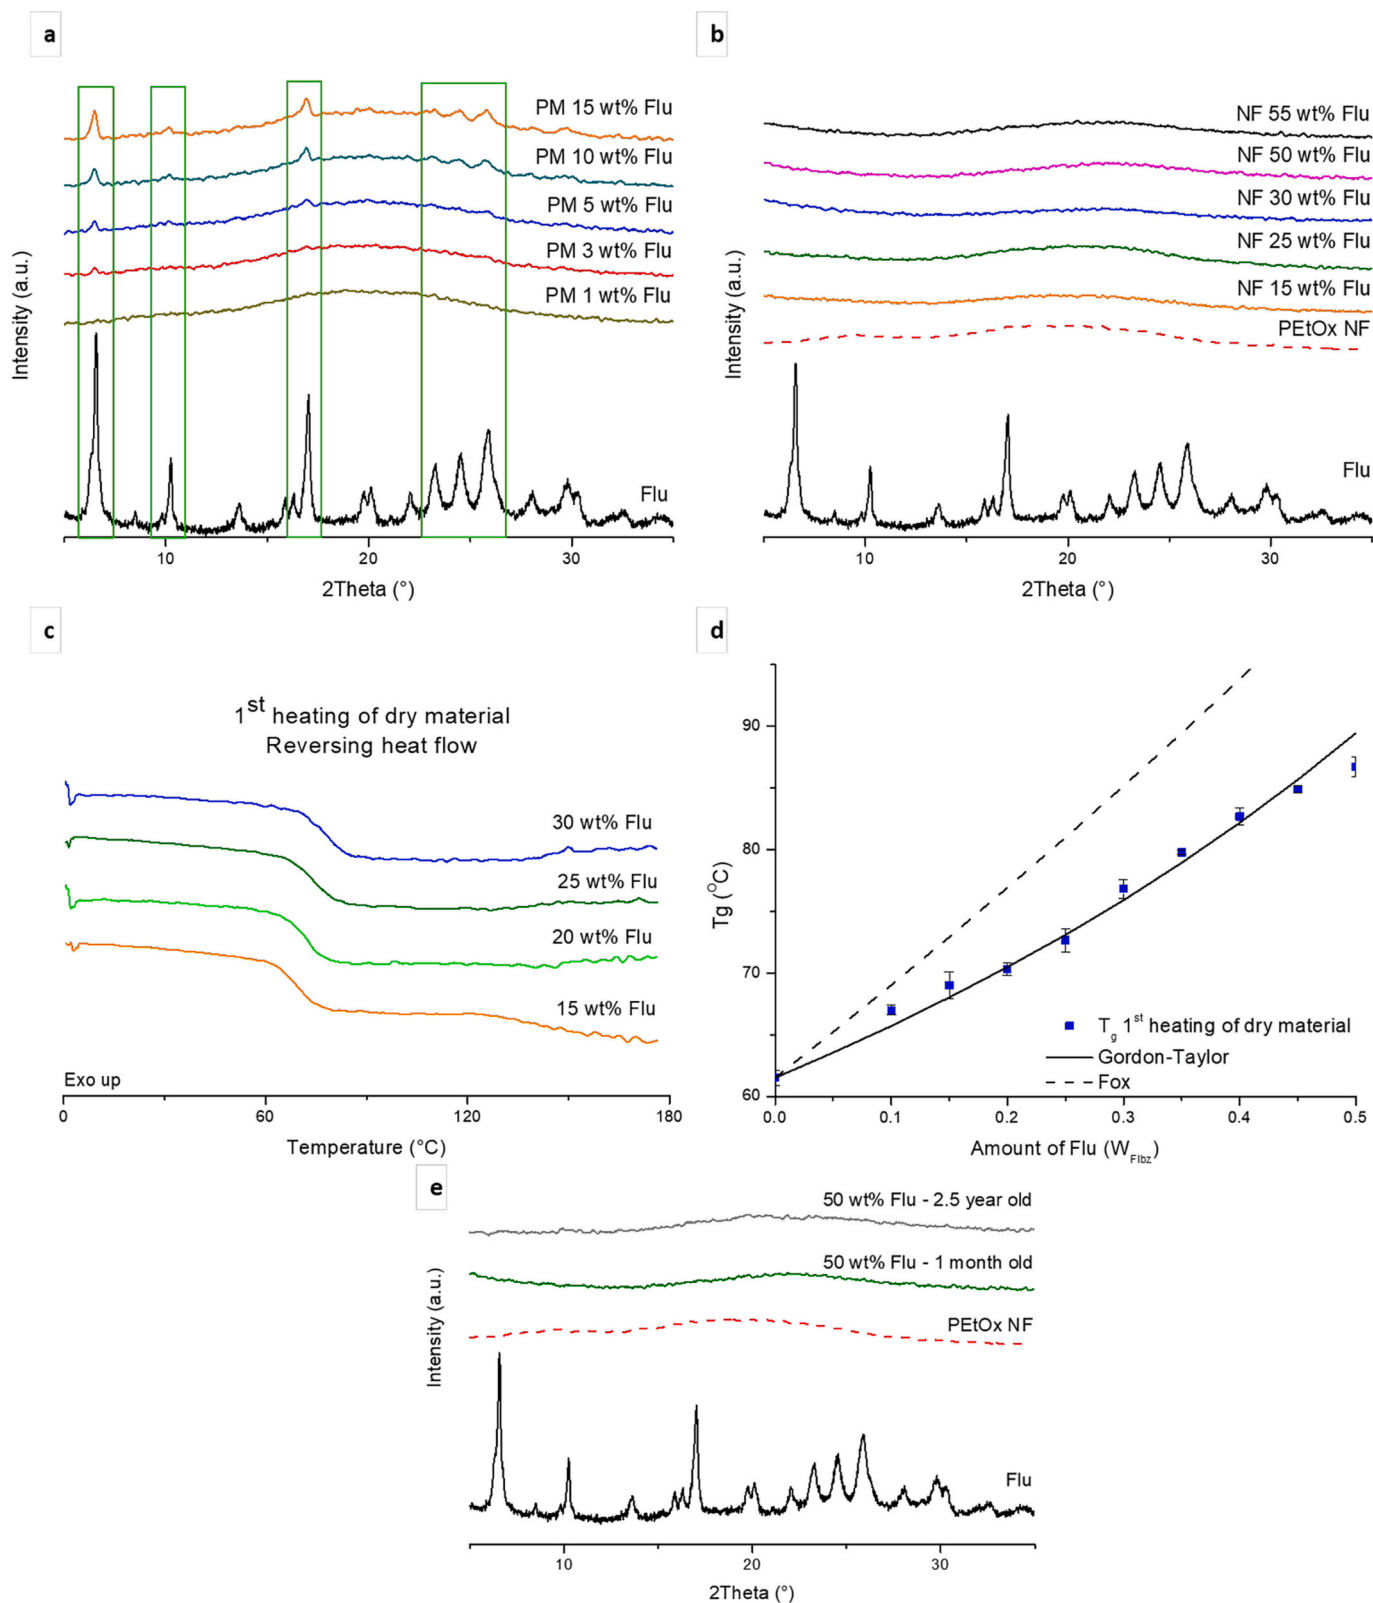 a
PM 15 wt% Flu
PM 10 wt% Flu
PM 5 wt% Flu
PM 3 wt% Flu
PM 1 wt% Flu
Flu
Intensity (a.u.)
10
20
30
2Theta (°)
b
NF 55 wt% Flu
NF 50 wt% Flu
NF 30 wt% Flu
NF 25 wt% Flu
NF 15 wt% Flu
PEtOx NF
Flu
Intensity (a.u.)
10
20
30
2Theta (°)
c
1st heating of dry material
Reversing heat flow
30 wt% Flu
25 wt% Flu
20 wt% Flu
15 wt% Flu
Exo up
0
60
120
180
Temperature (°C)
d
90
80
70
60
Tg (°C)
Tg 1st heating of dry material
Gordon-Taylor
Fox
0.0
0.1
0.2
0.3
0.4
0.5
Amount of Flu (WFlbz)
e
50 wt% Flu - 2.5 year old
50 wt% Flu - 1 month old
PEtOx NF
Flu
Intensity (a.u.)
10
20
30
2Theta (°)